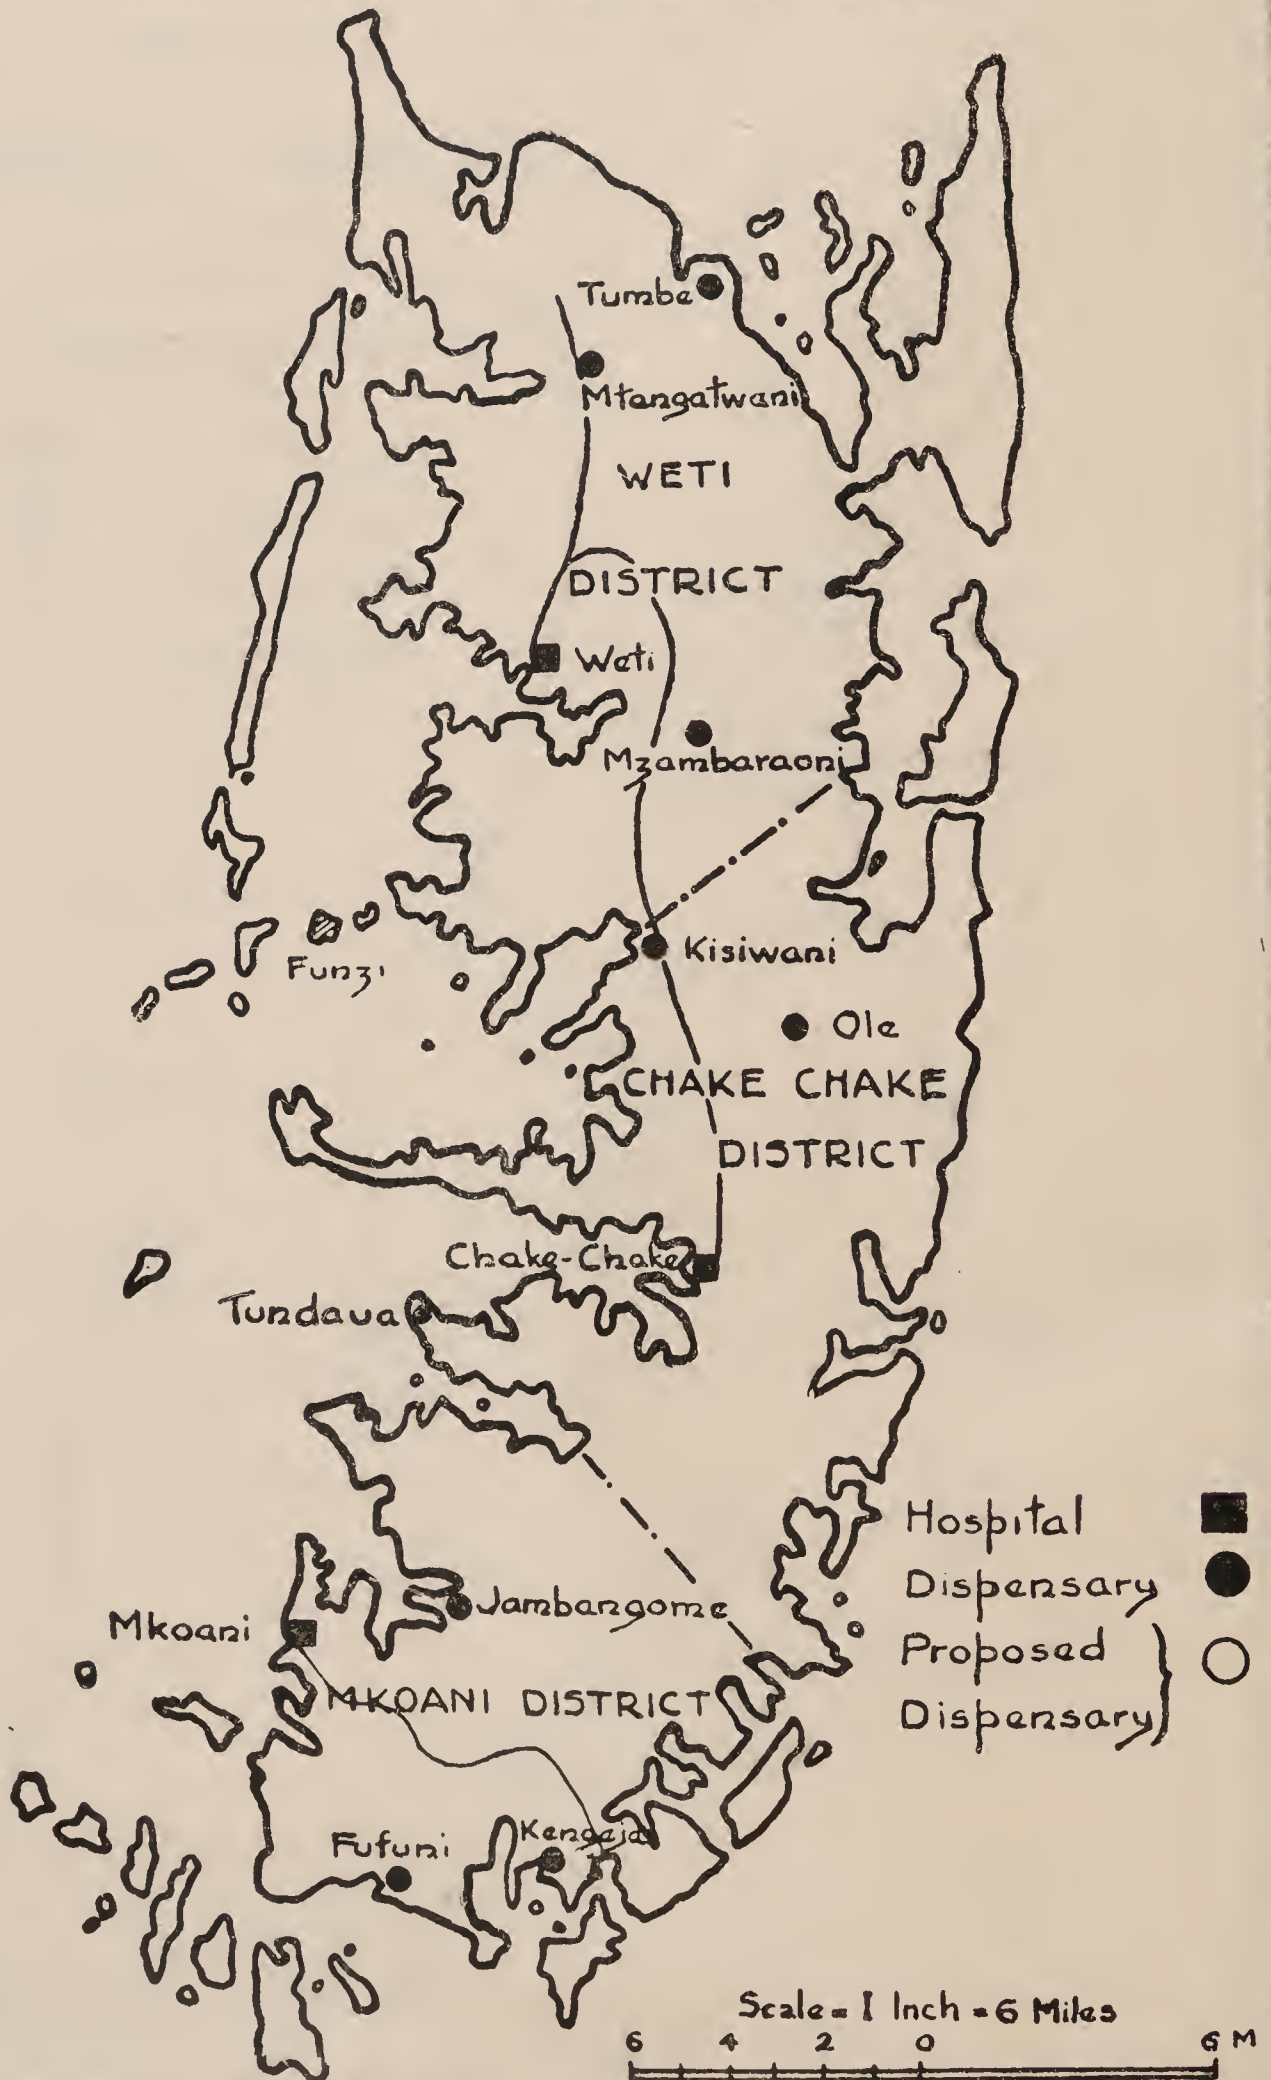 Tumbe
Mtangatwani
WETI
DISTRICT
Weti
Mzambaraoni
Kisiwani
Funzi
Ole
CHAKE CHAKE
DISTRICT
Chake-Chake
Tundaua
Hospital
Dispensary
Jambangome
Mkoani
Proposed
Dispensary
MKOANI DISTRICT
Kengeja
Fufuni
Scale = 1 Inch = 6 Miles
6 4 2 0 6 M